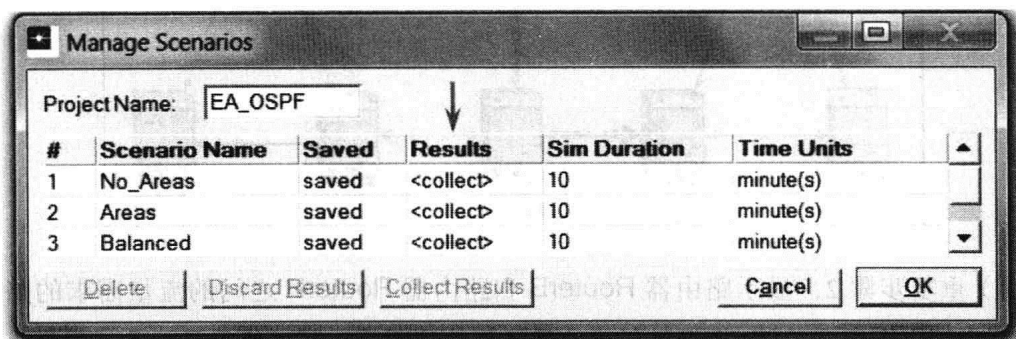 Manage Scenarios
Project Name: EA_OSPF
# Scenario Name Saved Results Sim Duration Time Units
1 No_Areas saved <collect> 10 minute(s)
2 Areas saved <collect> 10 minute(s)
3 Balanced saved <collect> 10 minute(s)
Delete Discard Results Collect Results Cancel OK